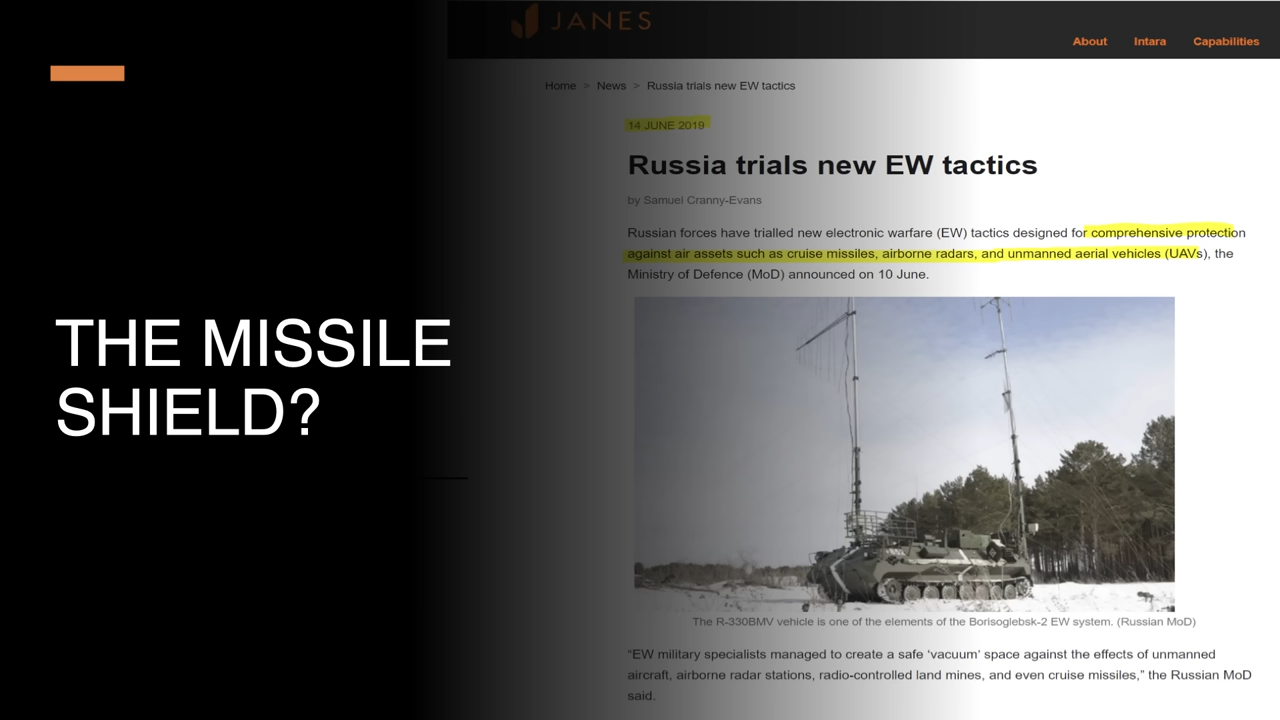 JANES
About Intara Capabilities
Home > News > Russia trials new EW tactics
14 JUNE 2019
Russia trials new EW tactics
by Samuel Cranny-Evans
Russian forces have trialled new electronic warfare (EW) tactics designed for comprehensive protection
against air assets such as cruise missiles, airborne radars, and unmanned aerial vehicles (UAVs), the
Ministry of Defence (MoD) announced on 10 June.
THE MISSILE
SHIELD?
The R-330BMV vehicle is one of the elements of the Borisoglebsk-2 EW system. (Russian MoD)
“EW military specialists managed to create a safe ‘vacuum’ space against the effects of unmanned
aircraft, airborne radar stations, radio-controlled land mines, and even cruise missiles,” the Russian MoD
said.